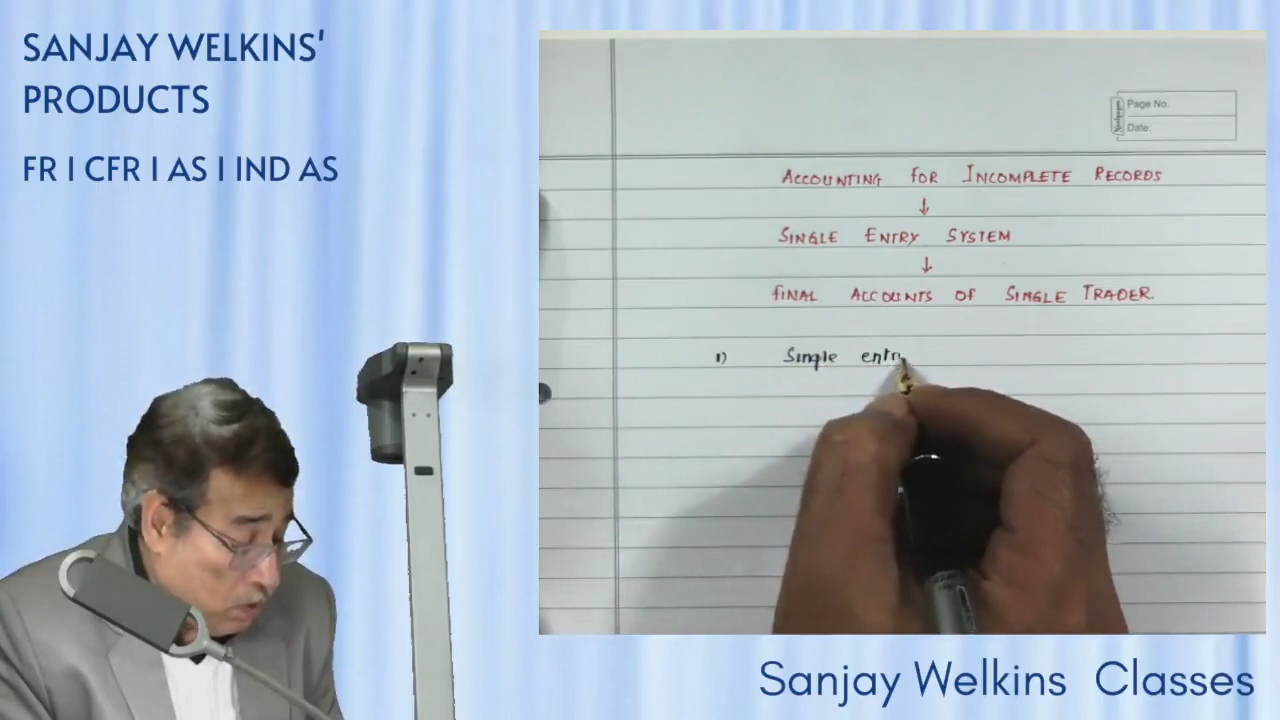 SANJAY WELKINS'
PRODUCTS
FR I CFR I AS I IND AS
Page No.
Date:
ACCOUNTING FOR INCOMPLETE RECORDS
↓
SINGLE ENTRY SYSTEM
↓
FINAL ACCOUNTS OF SINGLE TRADER.
1) Single entry
Sanjay Welkins Classes